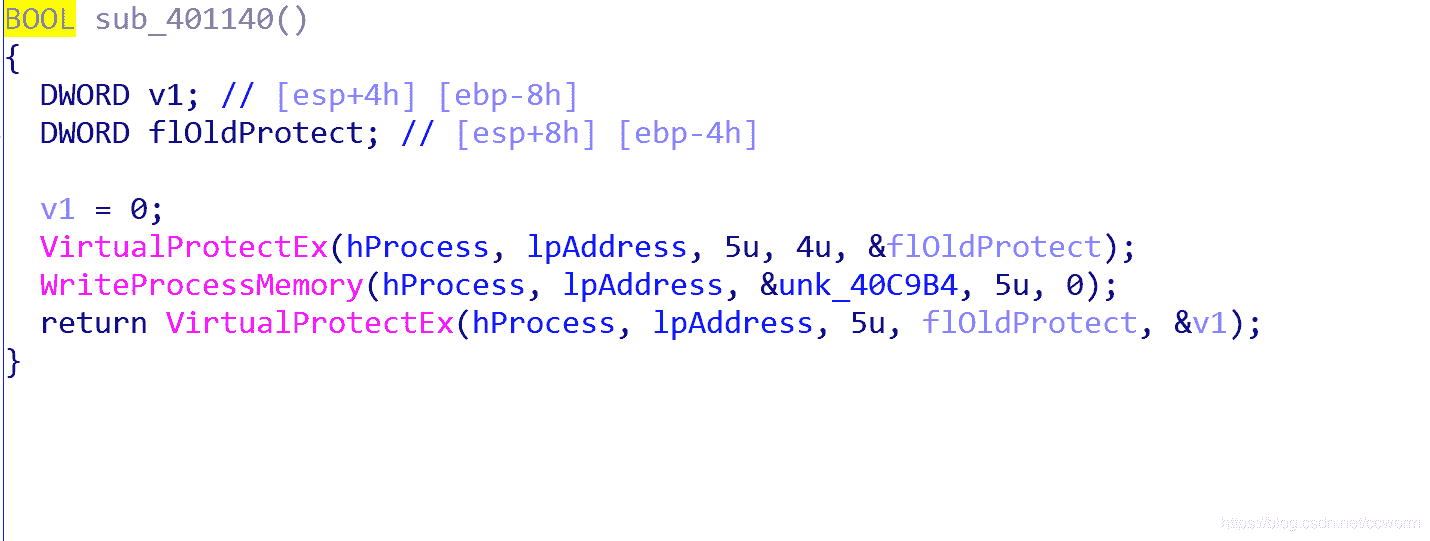 BOOL sub_401140()
{
  DWORD v1; // [esp+4h] [ebp-8h]
  DWORD flOldProtect; // [esp+8h] [ebp-4h]
  v1 = 0;
  VirtualProtectEx(hProcess, lpAddress, 5u, 4u, &flOldProtect);
  WriteProcessMemory(hProcess, lpAddress, &unk_40C9B4, 5u, 0);
  return VirtualProtectEx(hProcess, lpAddress, 5u, flOldProtect, &v1);
}
https://blog.csdn.net/ccworm